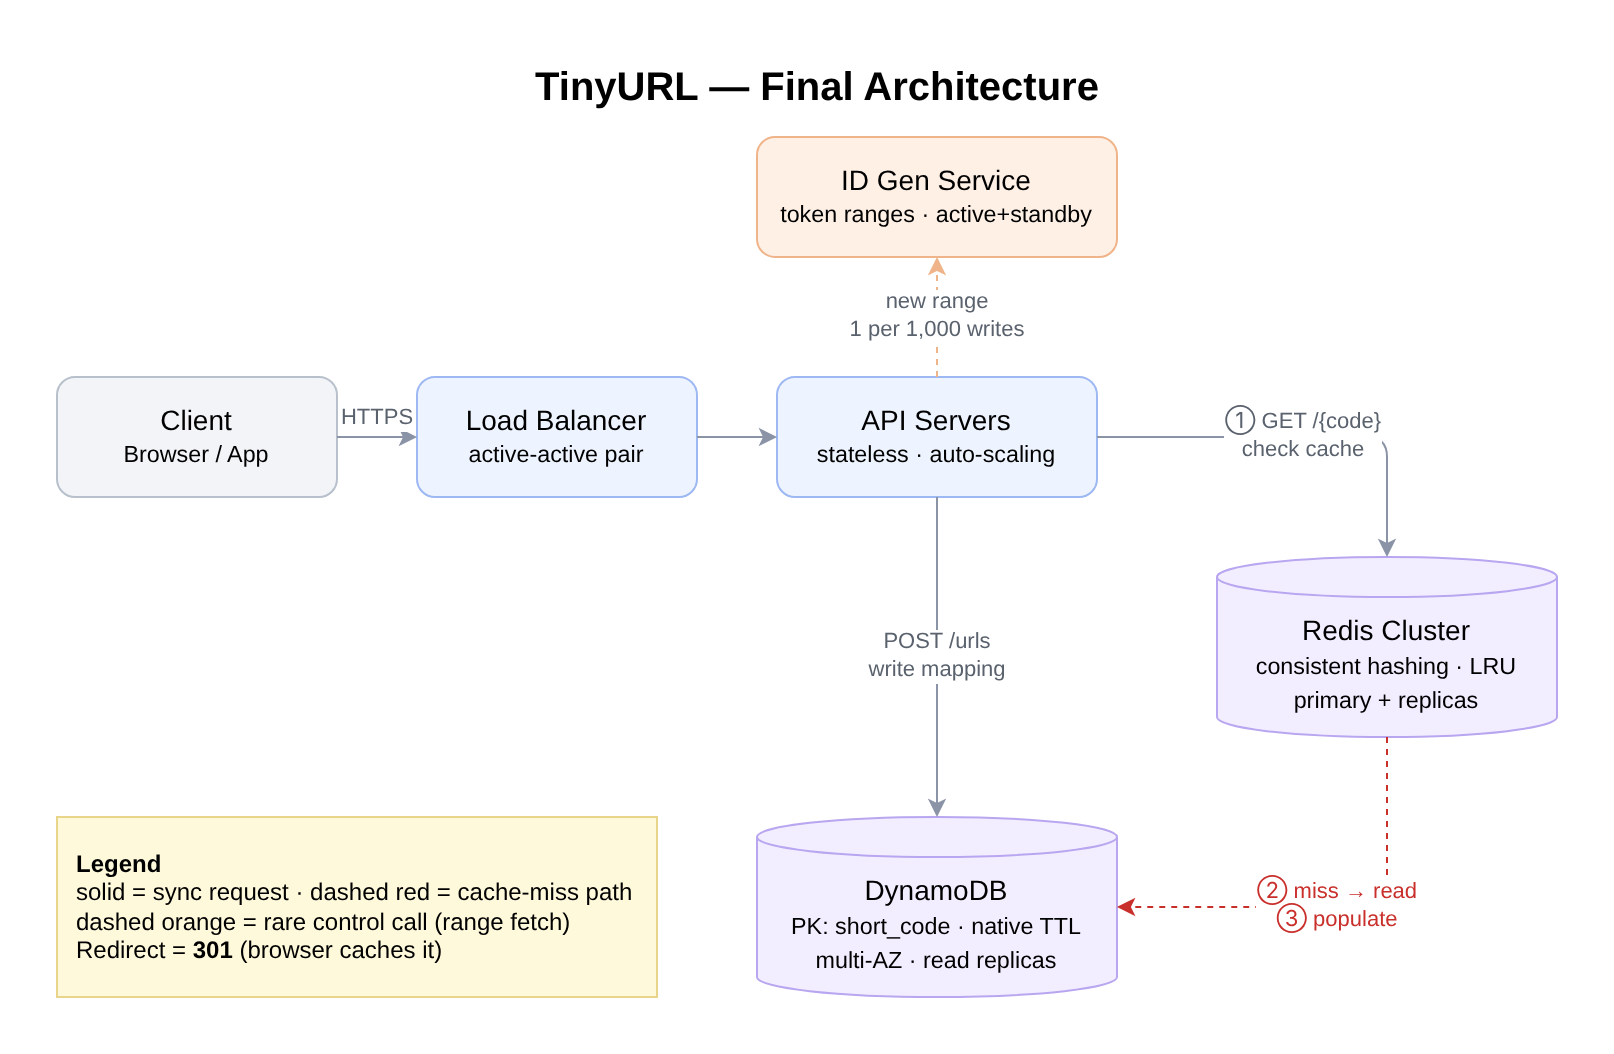 TinyURL — Final Architecture
ID Gen Service
token ranges · active+standby
new range
1 per 1,000 writes
Client
Browser / App
HTTPS
Load Balancer
active-active pair
API Servers
stateless · auto-scaling
① GET /{code}
check cache
POST /urls
write mapping
Redis Cluster
consistent hashing · LRU
primary + replicas
Legend
solid = sync request · dashed red = cache-miss path
dashed orange = rare control call (range fetch)
Redirect = 301 (browser caches it)
DynamoDB
PK: short_code · native TTL
multi-AZ · read replicas
② miss → read
③ populate